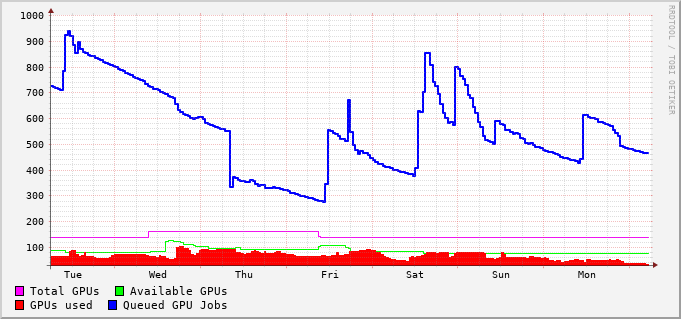 1000
900
800
700
600
500
400
300
200
100
Tue Wed Thu Fri Sat Sun Mon
Total GPUs Available GPUs
GPUs used Queued GPU Jobs
RRDTOOL / TOBI OETIKER